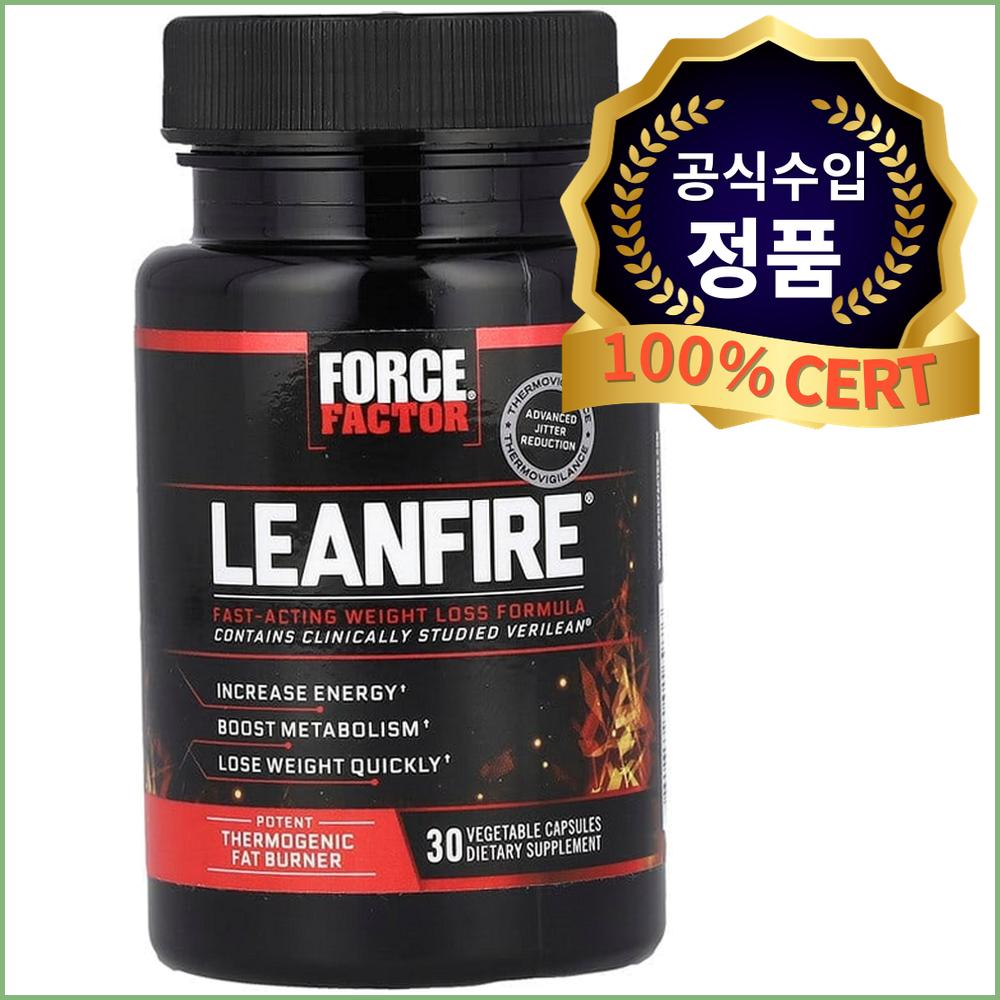 공식수입
정품
100% CERT
FORCE
FACTOR®
THERMOVIGILANCE
ADVANCED
JITTER
REDUCTION
THERMOVIGILANCE
LEANFIRE®
FAST-ACTING WEIGHT LOSS FORMULA
CONTAINS CLINICALLY STUDIED VERILEAN®
INCREASE ENERGY†
BOOST METABOLISM†
LOSE WEIGHT QUICKLY†
POTENT
THERMOGENIC
FAT BURNER
30 VEGETABLE CAPSULES
DIETARY SUPPLEMENT